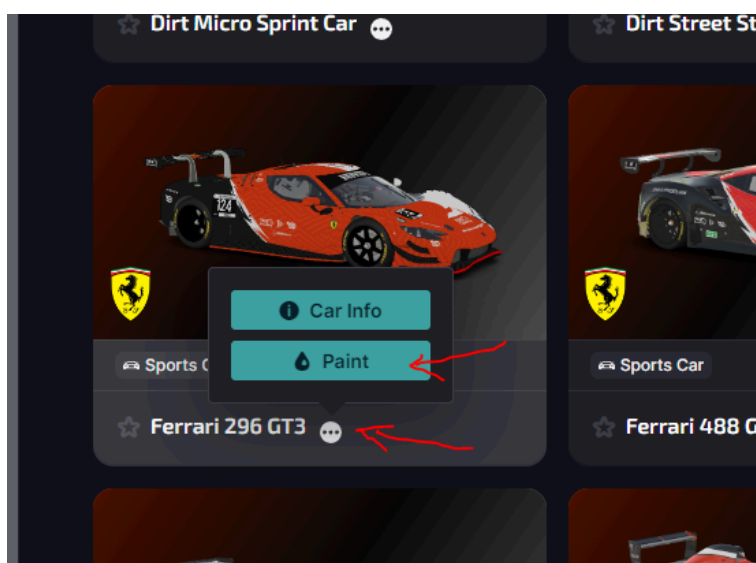 Dirt Micro Sprint Car
Dirt Street St
124
Car Info
Paint
Sports C
Sports Car
Ferrari 296 GT3
Ferrari 488 G